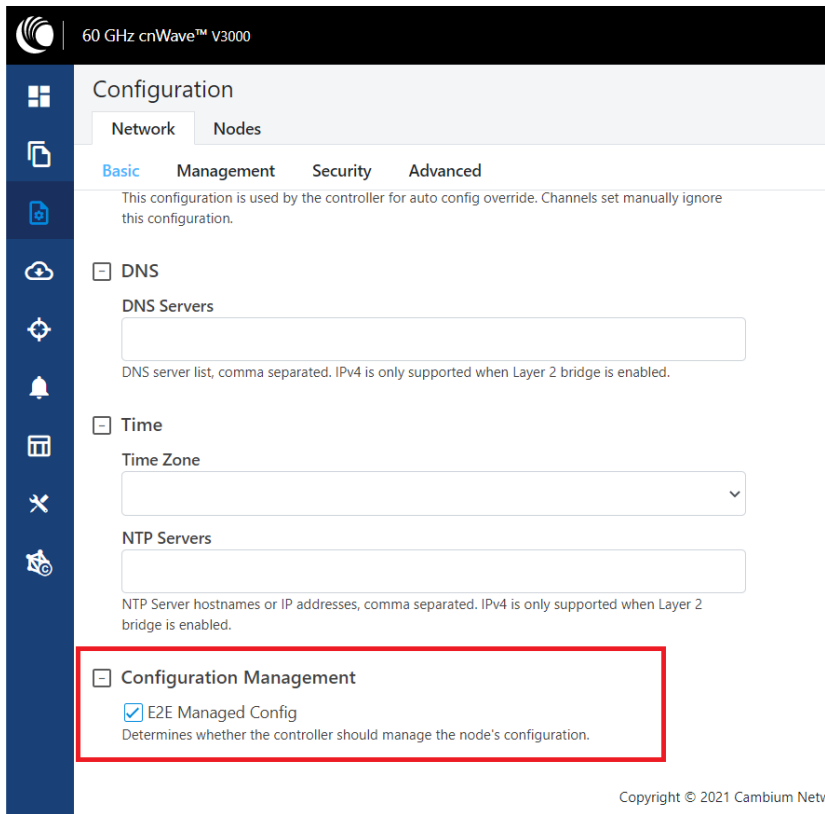 60 GHz cnWave™ V3000
Configuration
Network Nodes
Basic Management Security Advanced
This configuration is used by the controller for auto config override. Channels set manually ignore
this configuration.
DNS
DNS Servers
DNS server list, comma separated. IPv4 is only supported when Layer 2 bridge is enabled.
Time
Time Zone
NTP Servers
NTP Server hostnames or IP addresses, comma separated. IPv4 is only supported when Layer 2
bridge is enabled.
Configuration Management
E2E Managed Config
Determines whether the controller should manage the node's configuration.
Copyright © 2021 Cambium Netw